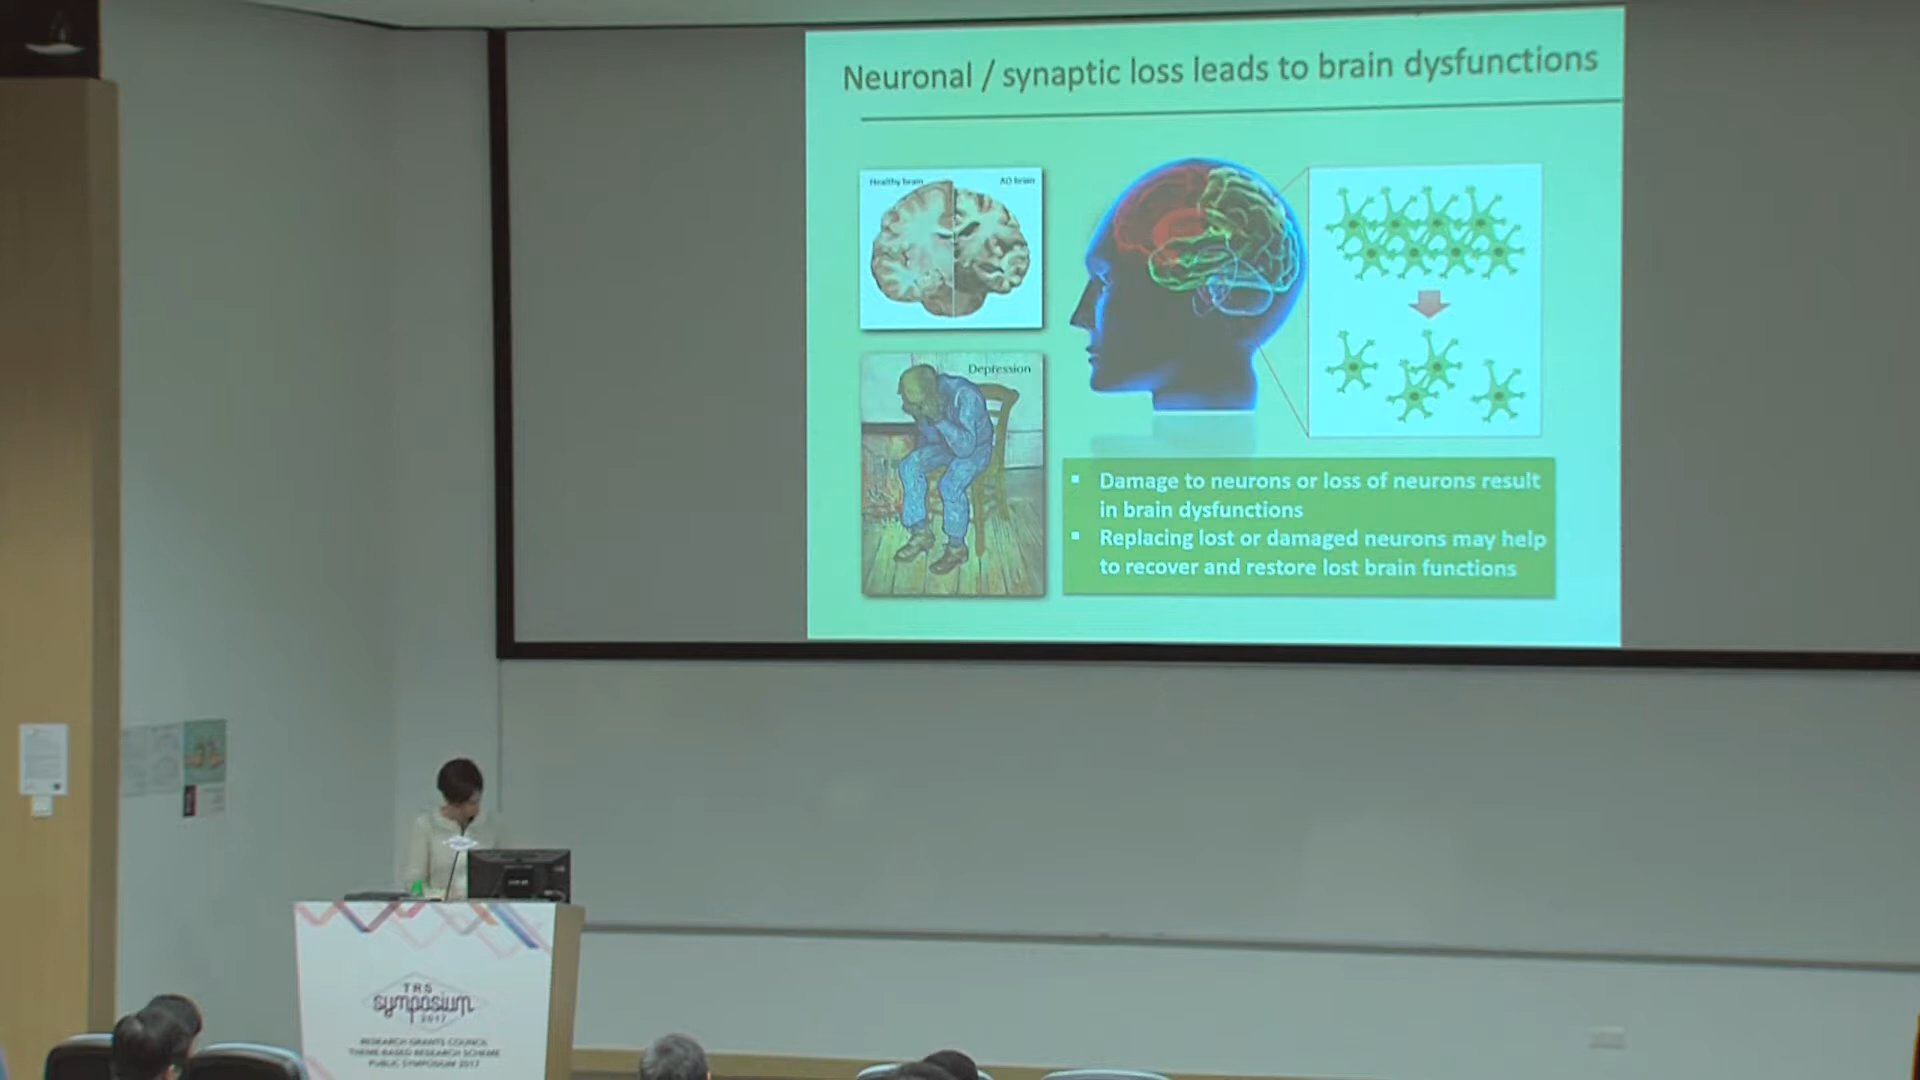 Neuronal / synaptic loss leads to brain dysfunctions
Healthy brain
AD brain
Depression
▪ Damage to neurons or loss of neurons result
in brain dysfunctions
▪ Replacing lost or damaged neurons may help
to recover and restore lost brain functions
TRS
symposium
2017
RESEARCH GRANTS COUNCIL
THEME-BASED RESEARCH SCHEME
PUBLIC SYMPOSIUM 2017